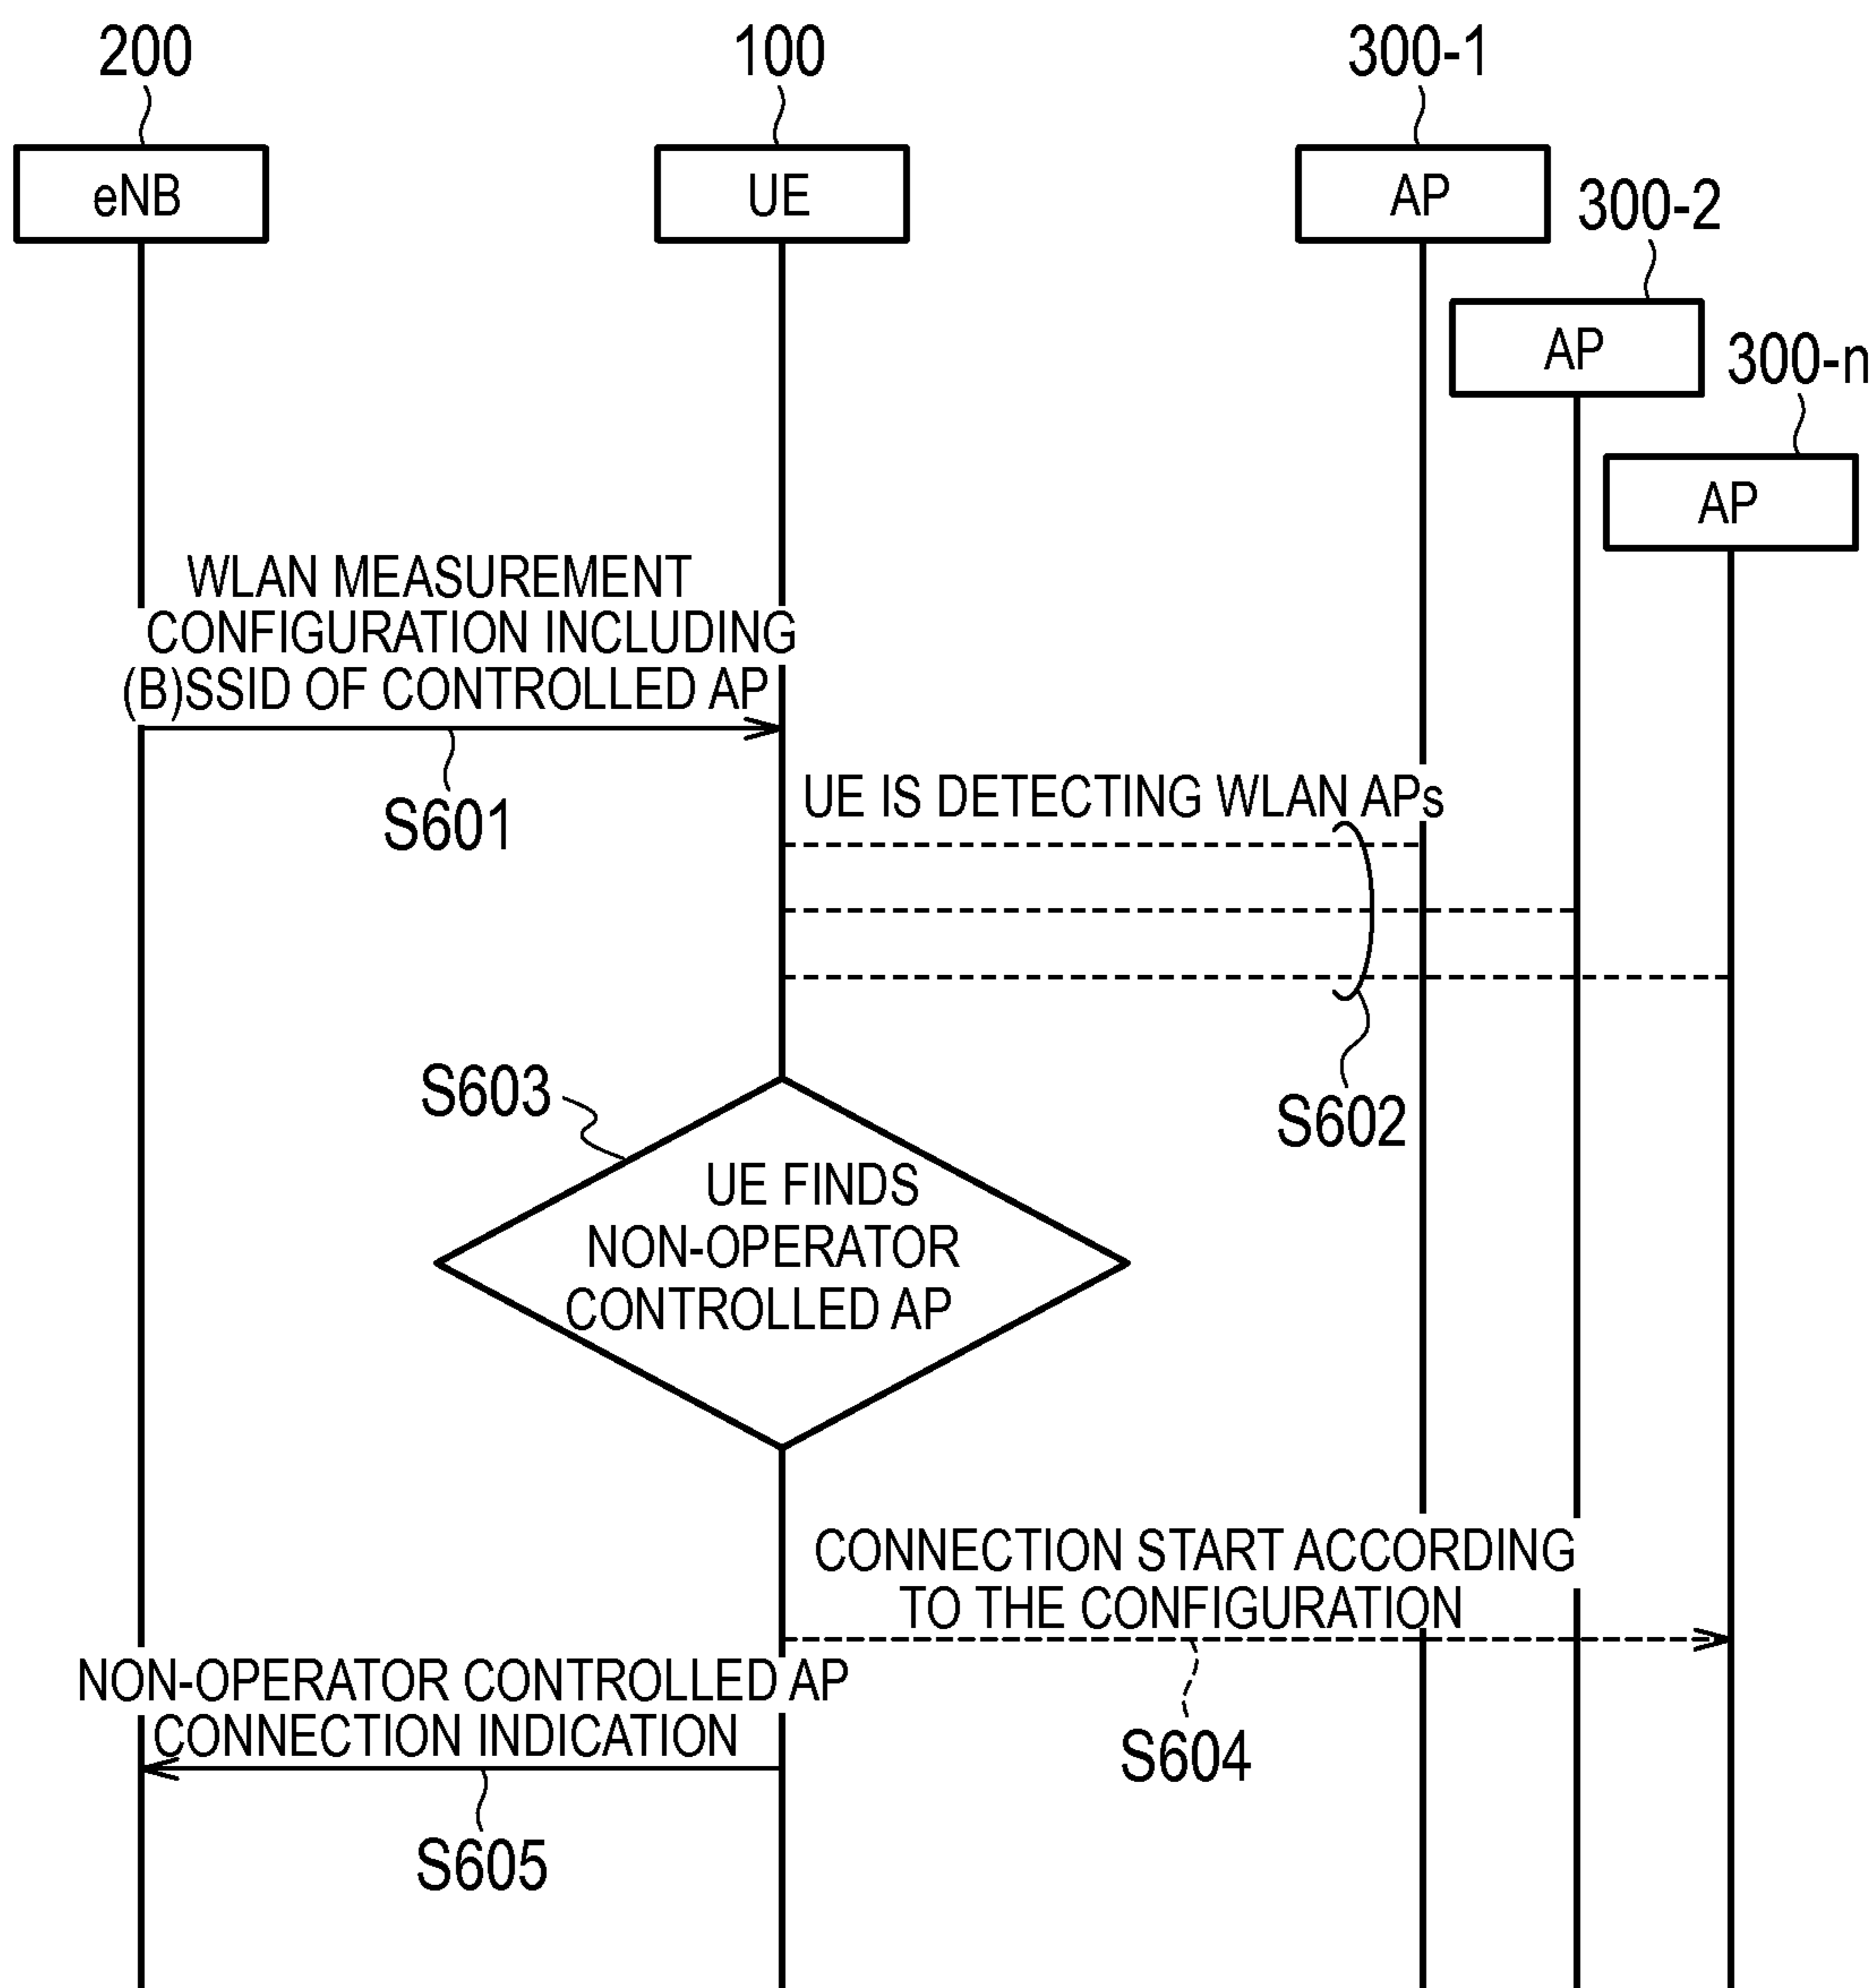 200
100
300-1
eNB
UE
AP
300-2
AP
300-n
AP
WLAN MEASUREMENT
CONFIGURATION INCLUDING
(B)SSID OF CONTROLLED AP
S601
UE IS DETECTING WLAN APs
S602
S603
UE FINDS
NON-OPERATOR
CONTROLLED AP
CONNECTION START ACCORDING
TO THE CONFIGURATION
S604
NON-OPERATOR CONTROLLED AP
CONNECTION INDICATION
S605